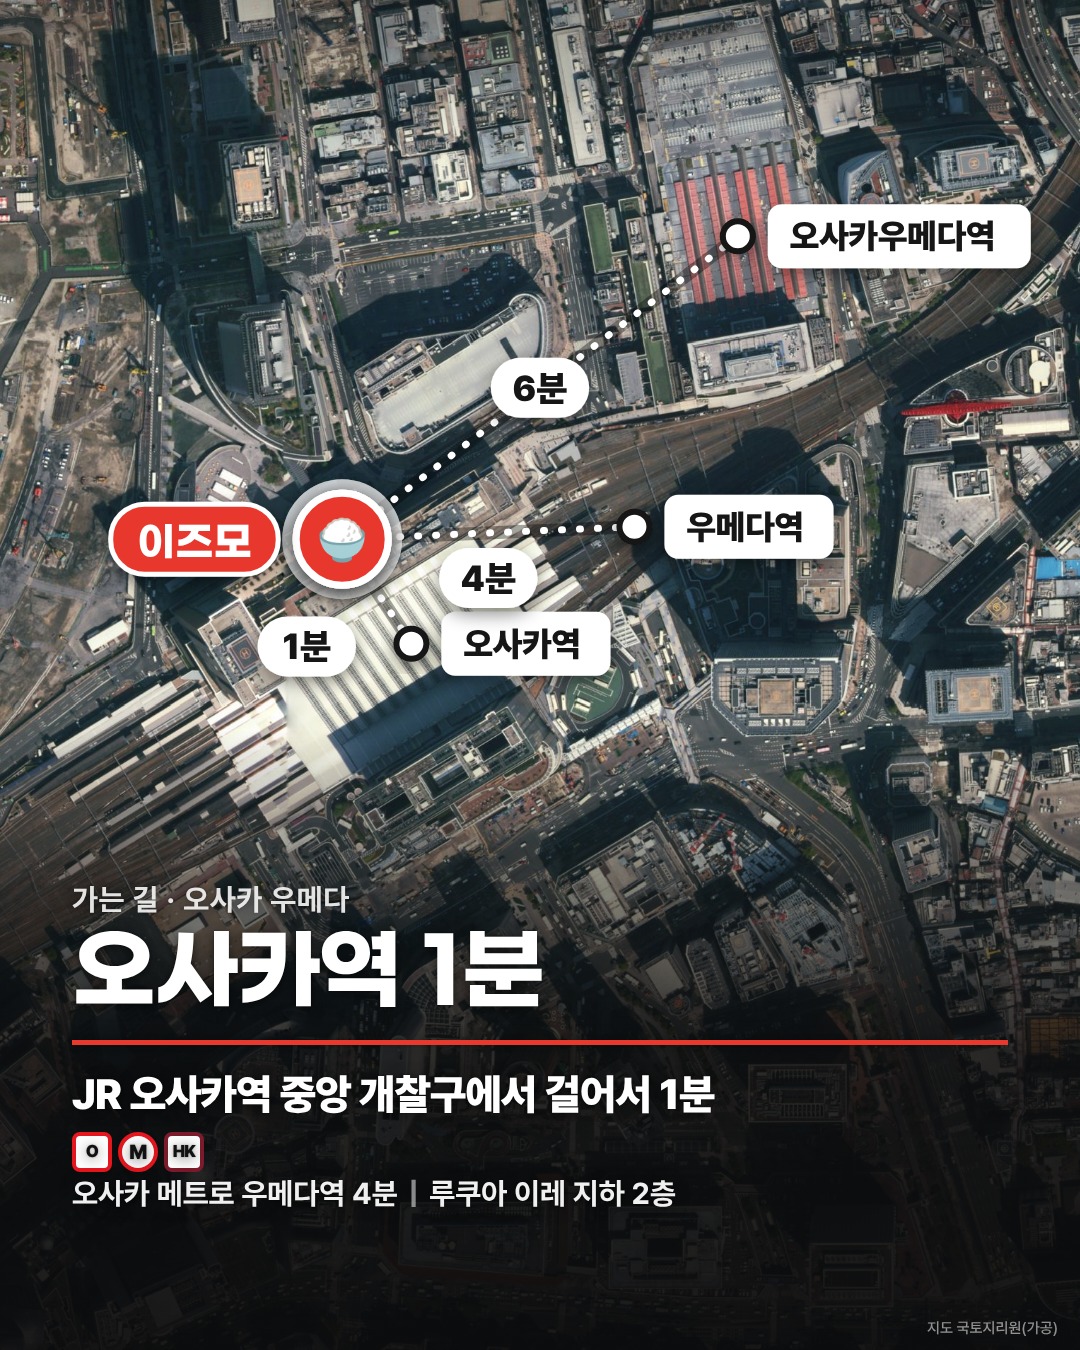 오사카우메다역
6분
이즈모
우메다역
4분
1분
오사카역
가는 길 · 오사카 우메다
오사카역 1분
JR 오사카역 중앙 개찰구에서 걸어서 1분
O M HK
오사카 메트로 우메다역 4분 | 루쿠아 이레 지하 2층
지도 국토지리원(가공)